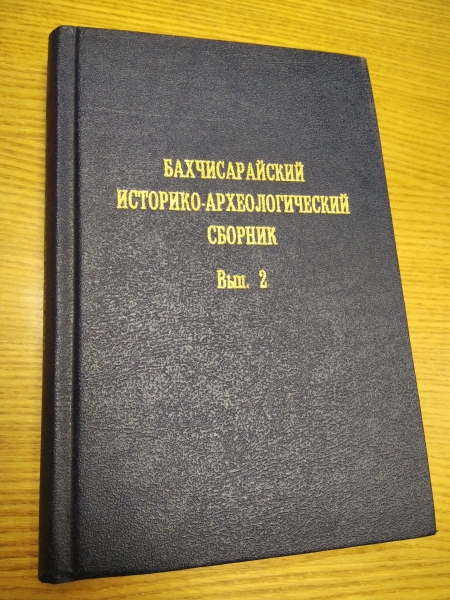 БАХЧИСАРАЙСКИЙ
ИСТОРИКО-АРХЕОЛОГИЧЕСКИЙ
СБОРНИК
Вып. 2